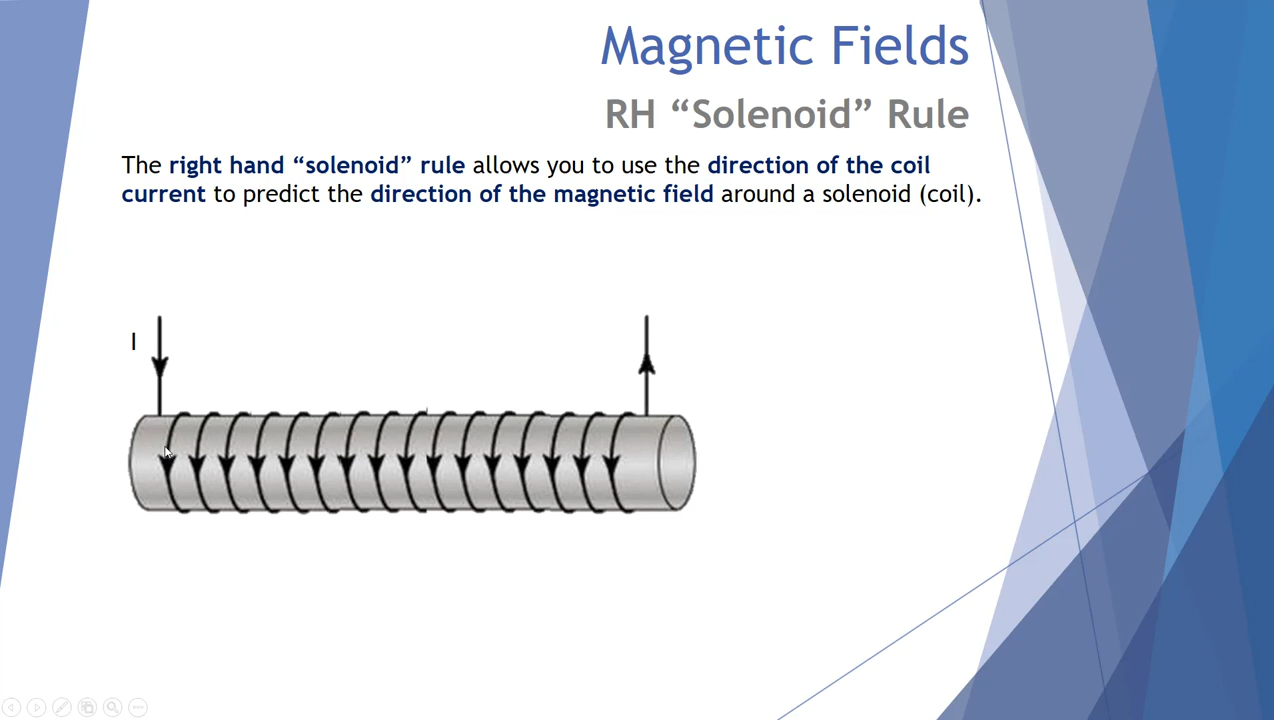 Magnetic Fields
RH “Solenoid” Rule
The right hand “solenoid” rule allows you to use the direction of the coil
current to predict the direction of the magnetic field around a solenoid (coil).
I